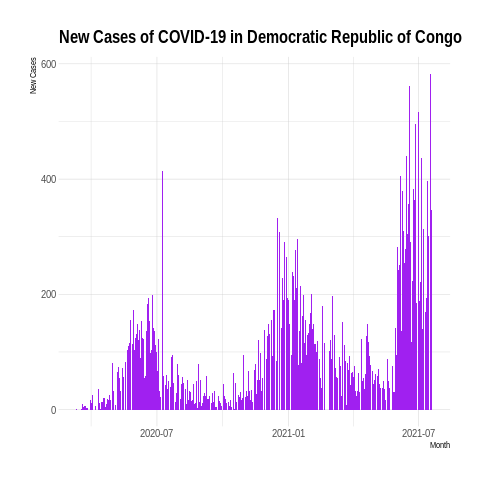 New Cases of COVID-19 in Democratic Republic of Congo
New Cases
600
400
200
0
2020-07
2021-01
2021-07
Month